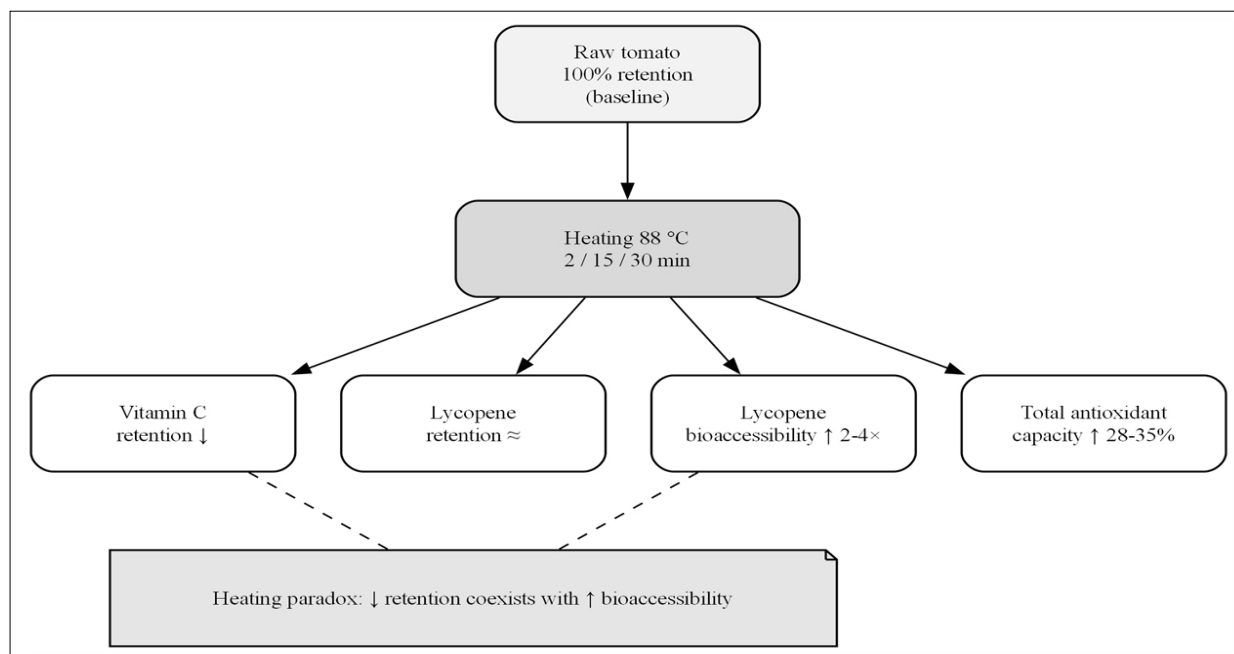 Raw tomato
100% retention
(baseline)
Heating 88 °C
2 / 15 / 30 min
Vitamin C
retention ↓
Lycopene
retention ≈
Lycopene
bioaccessibility ↑ 2-4×
Total antioxidant
capacity ↑ 28-35%
Heating paradox: ↓ retention coexists with ↑ bioaccessibility